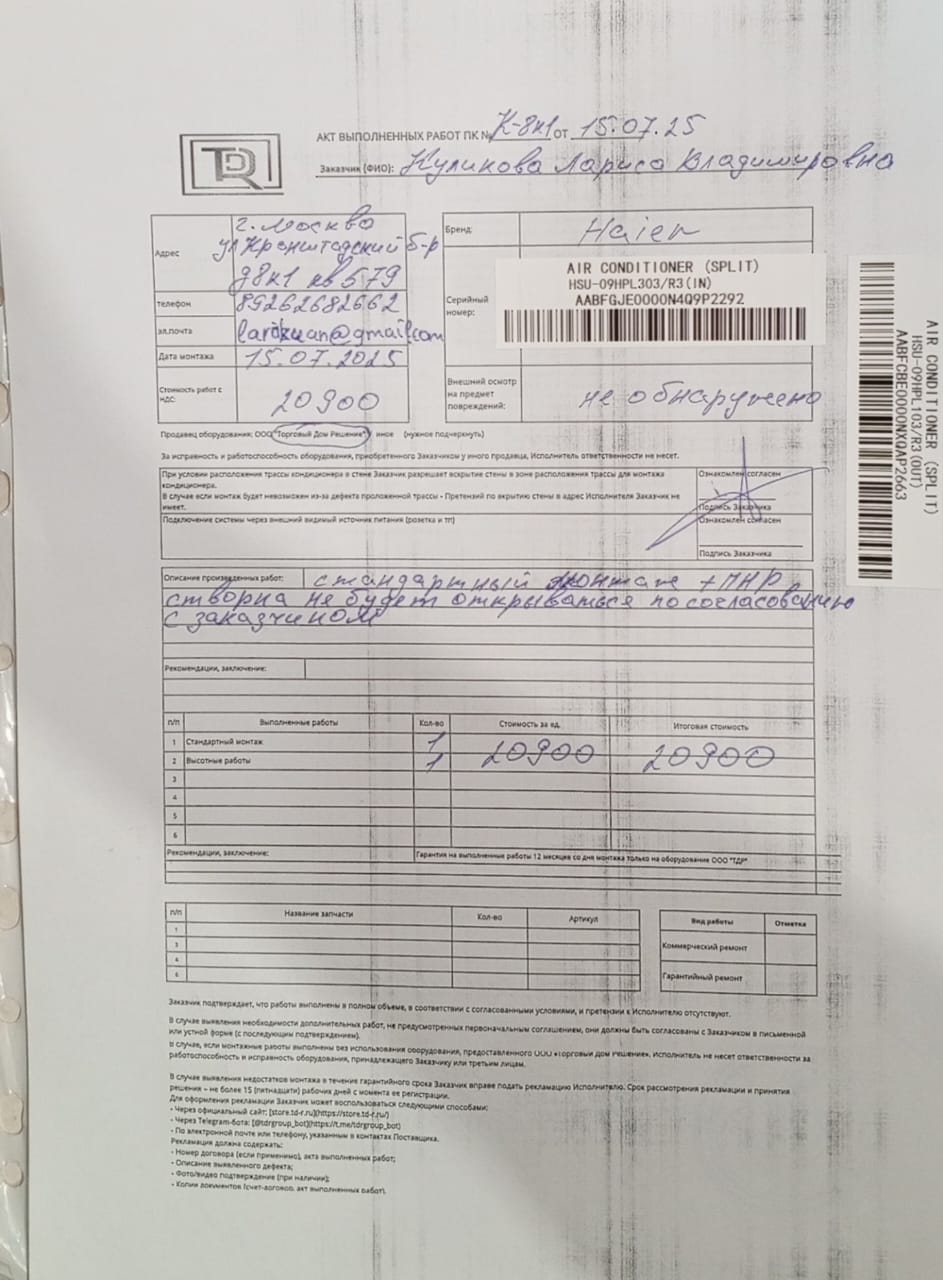 TDR
АКТ ВЫПОЛНЕННЫХ РАБОТ ПК № К-8к1 от 15.07.25
Заказчик (ФИО): Куликова Лариса Владимировна
Адрес г. Москва
ул Кронштадский б-р
д8к1 кв 579
телефон 89262682662
эл.почта @gmail.com
Дата монтажа 15.07.2025
Стоимость работ с НДС: 20900
Бренд: Haier
Серийный номер:
AIR CONDITIONER (SPLIT)
HSU-09HPL303/R3(IN)
AABFGJE0000N4Q9P2292
Внешний осмотр на предмет повреждений: не обнаружено
AIR CONDITIONER (SPLIT)
HSU-09HPL103/R3(OUT)
AABFCBE0000NXQAP2663
Продавец оборудования: ООО "Торговый Дом Решение" иное (нужное подчеркнуть)
За исправность и работоспособность оборудования, приобретенного Заказчиком у иного продавца, Исполнитель ответственности не несет.
При условии расположения трассы кондиционера в стене Заказчик разрешает вскрытие стены в зоне расположения трассы для монтажа
кондиционера.
В случае если монтаж будет невозможен из-за дефекта проложенной трассы - Претензий по вкрытию стены в адрес Исполнителя Заказчик не
имеет.
Ознакомлен согласен
Подпись Заказчика
Подключение системы через внешний видимый источник питания (розетка и тп)
Ознакомлен согласен
Подпись Заказчика
Описание произведенных работ: стандартный монтаж + ПНР
створка не будет открываться по согласованию
с заказчиком
Рекомендации, заключение:
п/п Выполненные работы Кол-во Стоимость за ед. Итоговая стоимость
1 Стандартный монтаж 1 20900 20900
2 Высотные работы 1
3
4
5
6
Рекомендации, заключение: Гарантия на выполненные работы 12 месяцев со дня монтажа только на оборудование ООО "ТДР"
п/п Название запчасти Кол-во Артикул
1
3
4
6
Вид работы Отметка
Коммерческий ремонт
Гарантийный ремонт
Заказчик подтверждает, что работы выполнены в полном объеме, в соответствии с согласованными условиями, и претензии к Исполнителю отсутствуют.
В случае выявления необходимости дополнительных работ, не предусмотренных первоначальным соглашением, они должны быть согласованы с Заказчиком в письменной
или устной форме (с последующим подтверждением).
В случае, если монтажные работы выполнены без использования оборудования, предоставленного ООО «Торговый дом Решение», Исполнитель не несет ответственности за
работоспособность и исправность оборудования, принадлежащего Заказчику или третьим лицам.
В случае выявления недостатков монтажа в течение гарантийного срока Заказчик вправе подать рекламацию Исполнителю. Срок рассмотрения рекламации и принятия
решения – не более 15 (пятнадцати) рабочих дней с момента ее регистрации.
Для оформления рекламации Заказчик может воспользоваться следующими способами:
• Через официальный сайт: [store.td-r.ru](https://store.td-r.ru/)
• Через Telegram-бота: [@tdrgroup_bot](https://t.me/tdrgroup_bot)
• По электронной почте или телефону, указанным в контактах Поставщика.
Рекламация должна содержать:
• Номер договора (если применимо), акта выполненных работ;
• Описание выявленного дефекта;
• Фото/видео подтверждение (при наличии);
• Копии документов (счет-договор, акт выполненных работ).